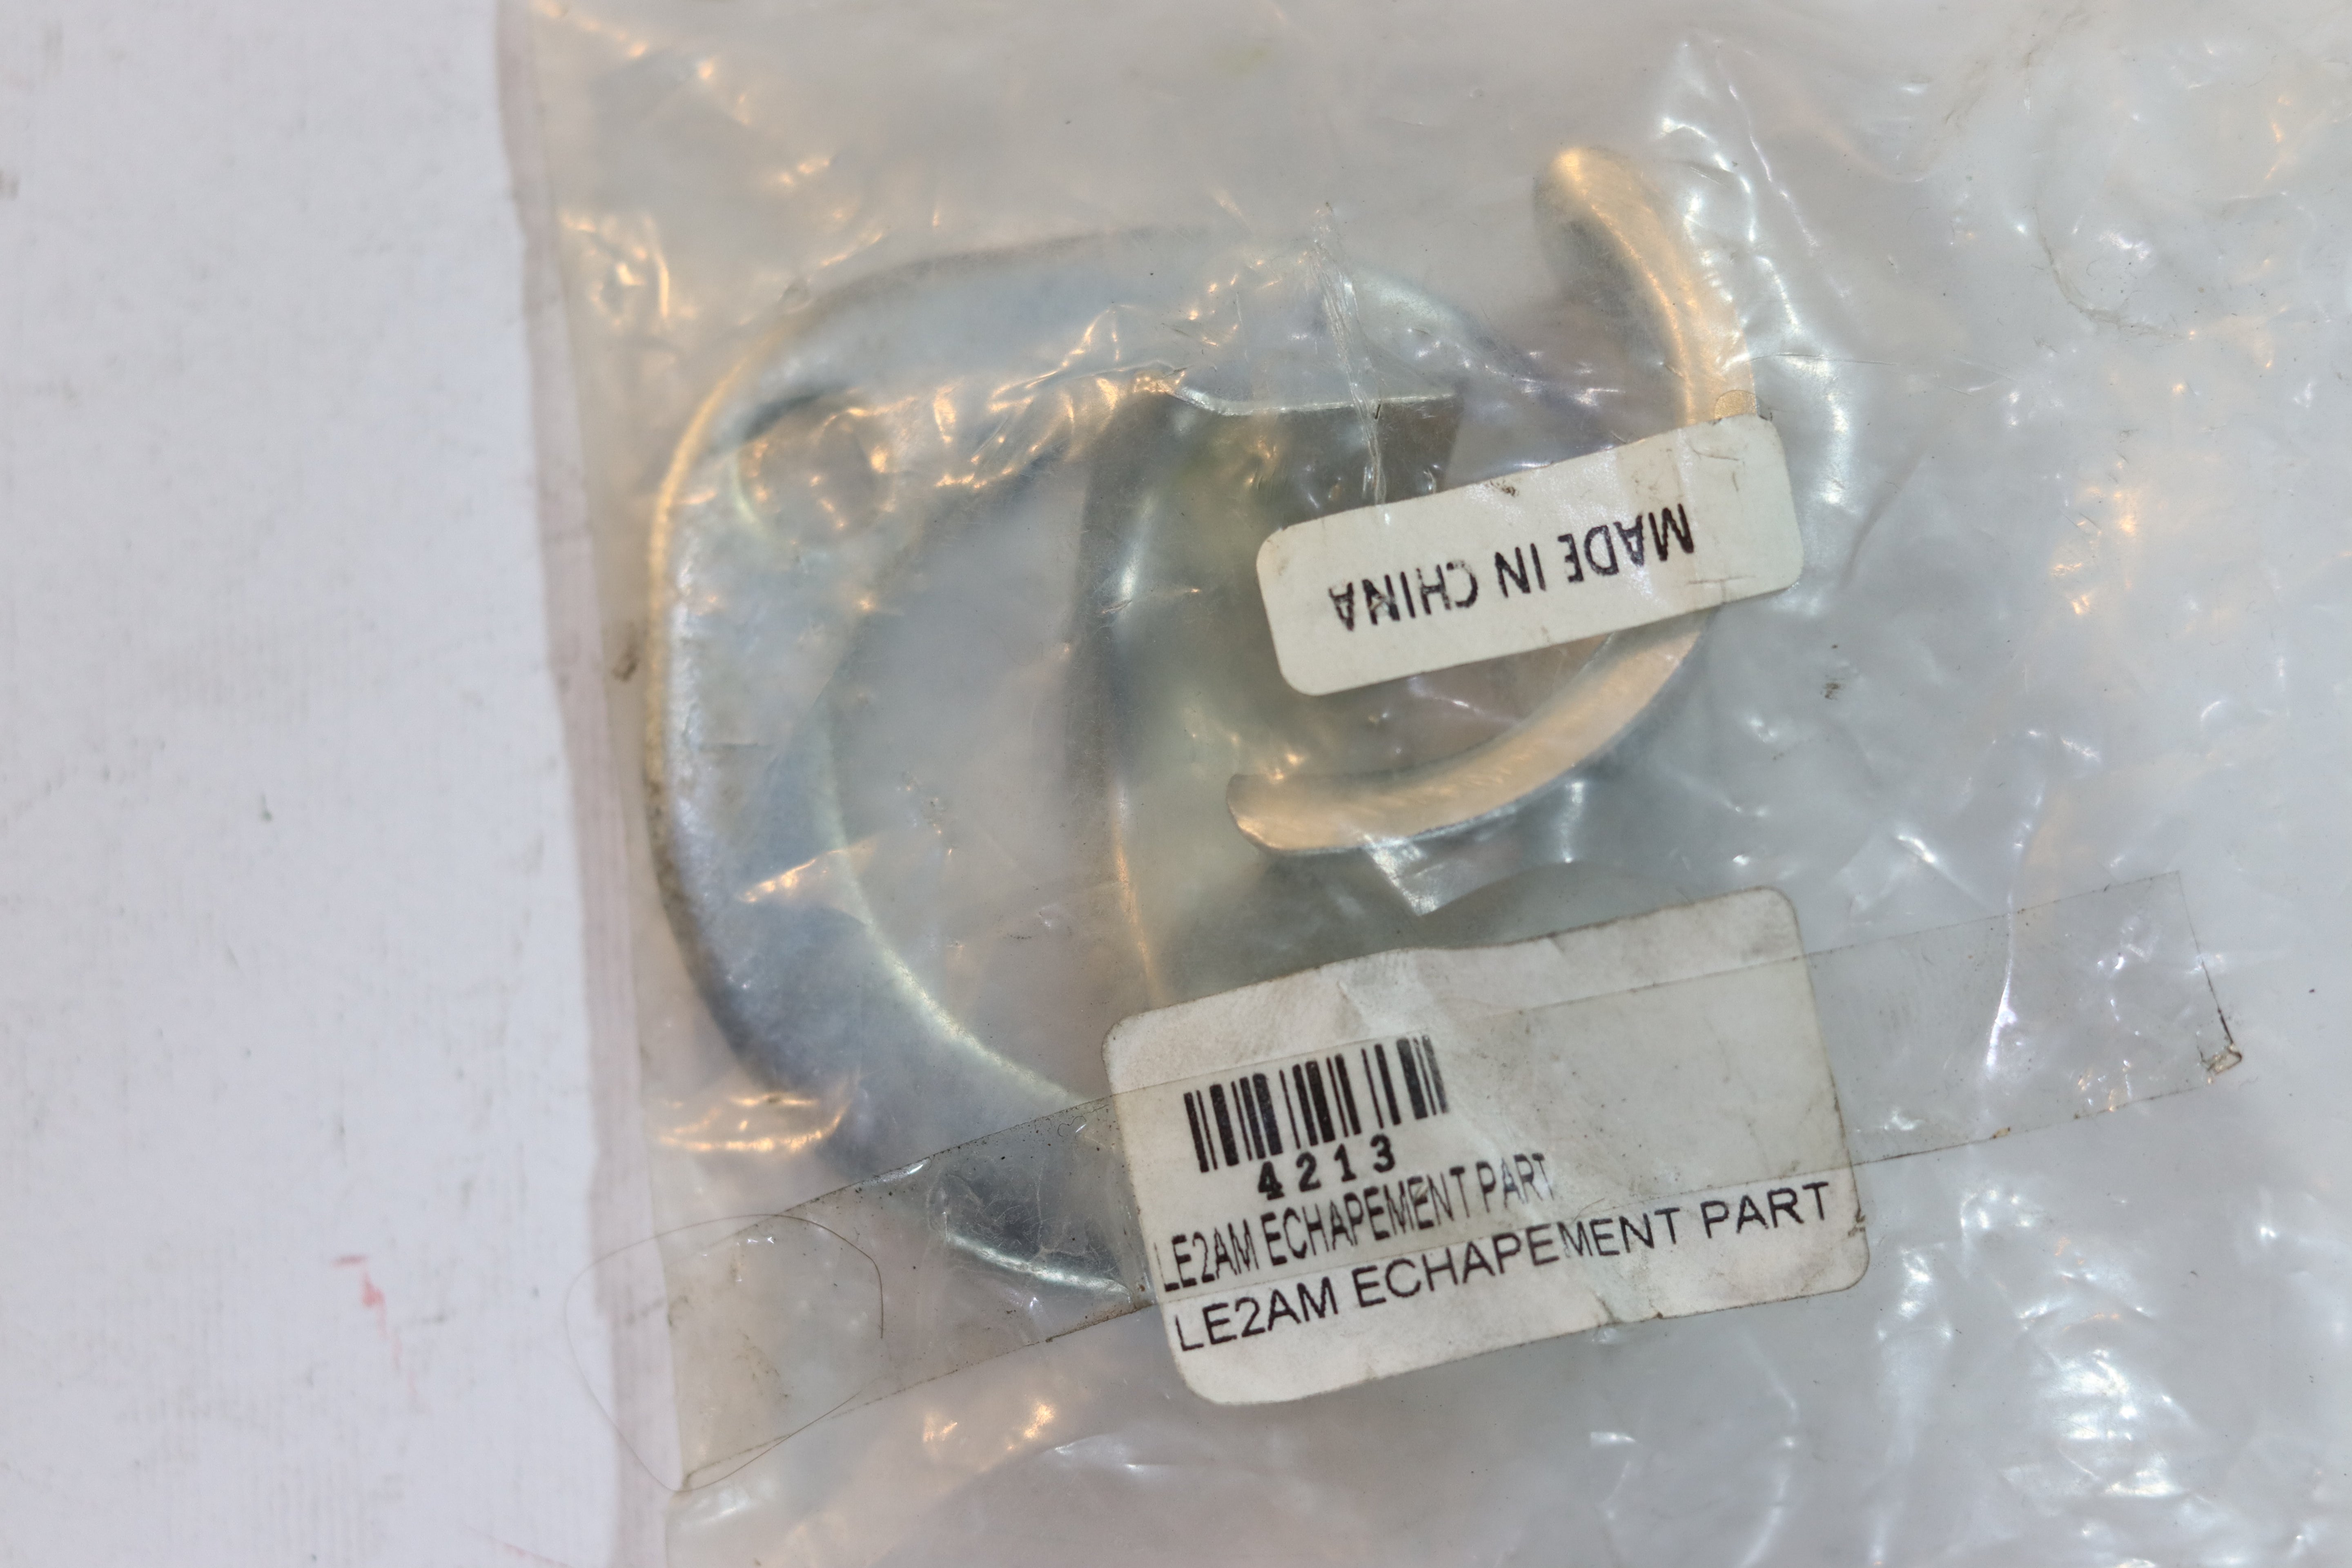 MADE IN CHINA
4213
LE2AM ECHAPEMENT PART
LE2AM ECHAPEMENT PART